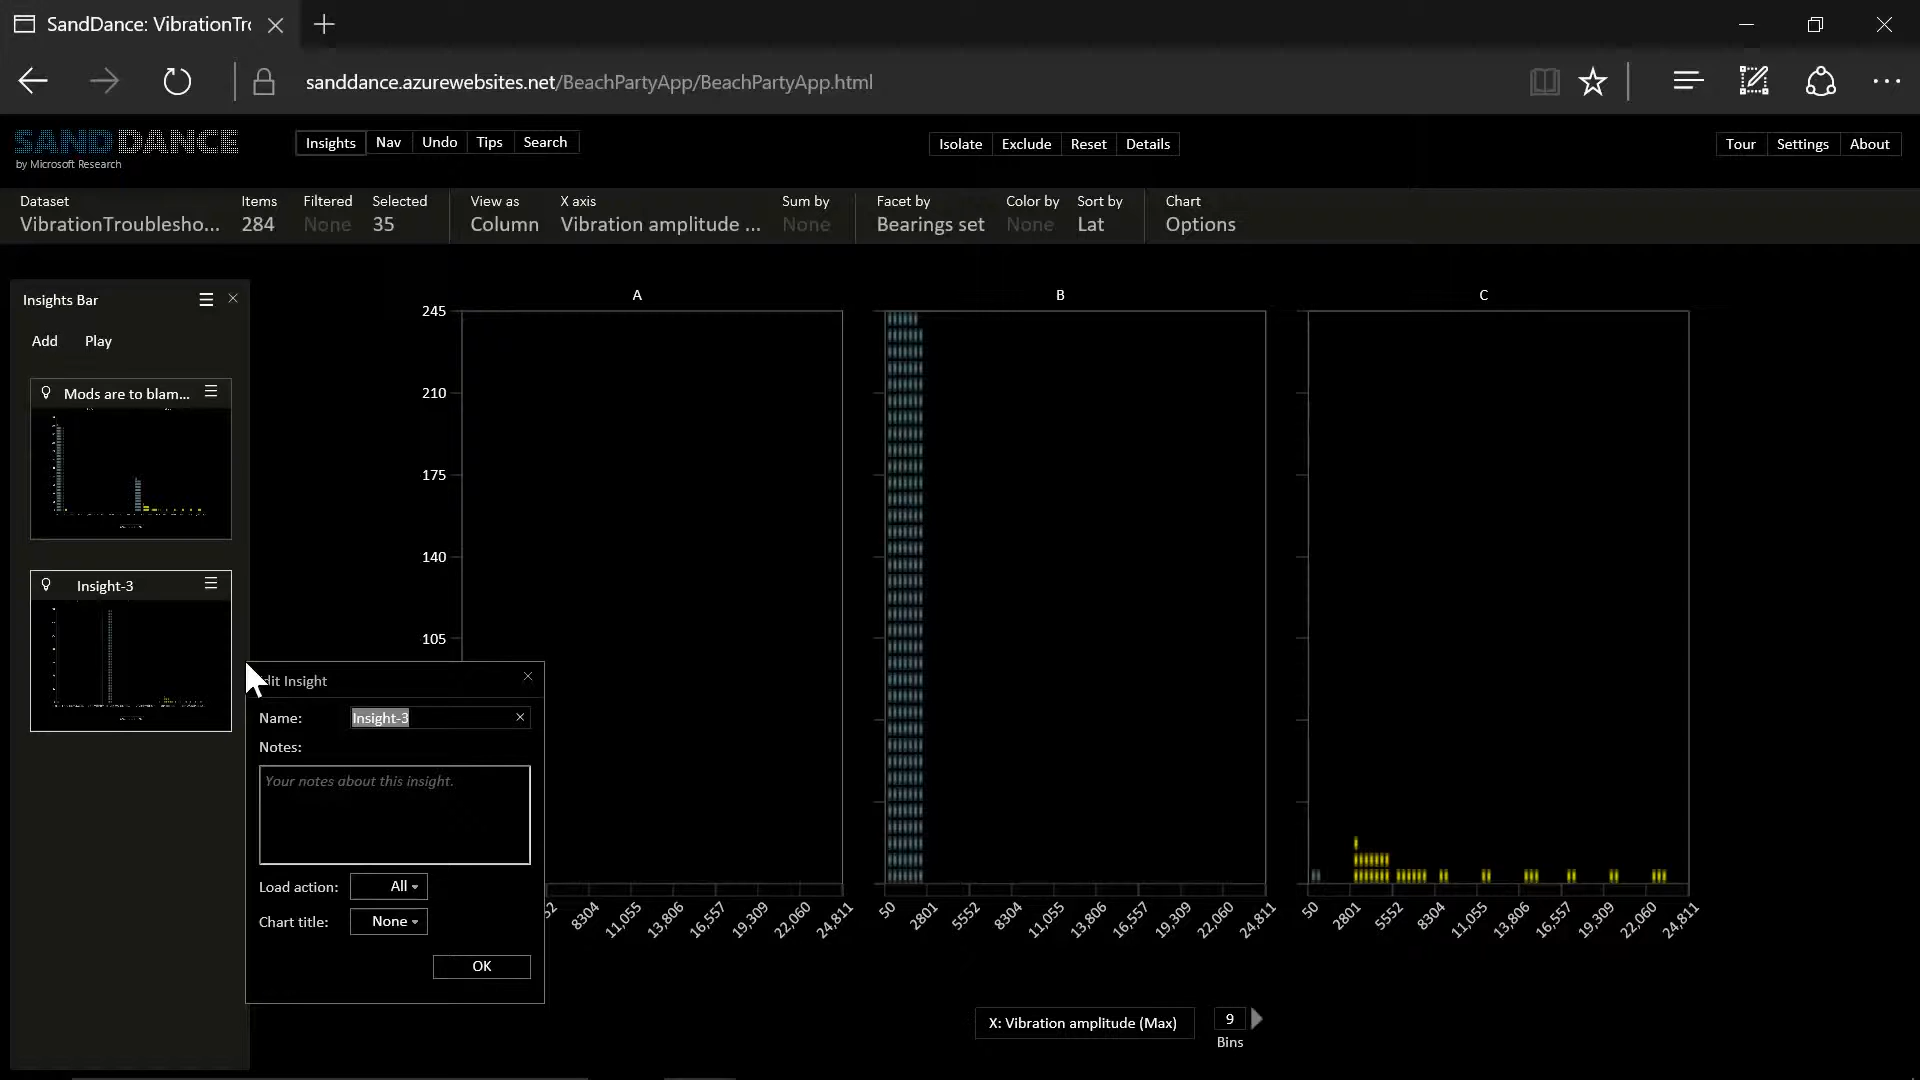 SandDance: VibrationTr
sanddance.azurewebsites.net/BeachPartyApp/BeachPartyApp.html
SANDDANCE
by Microsoft Research
Insights
Nav
Undo
Tips
Search
Isolate
Exclude
Reset
Details
Tour
Settings
About
Dataset
VibrationTroublesho...
Items
284
Filtered
None
Selected
35
View as
Column
X axis
Vibration amplitude ...
Sum by
None
Facet by
Bearings set
Color by
None
Sort by
Lat
Chart
Options
Insights Bar
Add
Play
Mods are to blam...
Insight-3
A
B
C
245
210
175
140
105
dit Insight
Name:
Insight-3
Notes:
Your notes about this insight.
Load action:
All
Chart title:
None
OK
8304
11,055
13,806
16,557
19,309
22,060
24,811
50
2801
5552
8304
11,055
13,806
16,557
19,309
22,060
24,811
50
2801
5552
8304
11,055
13,806
16,557
19,309
22,060
24,811
X: Vibration amplitude (Max)
9
Bins